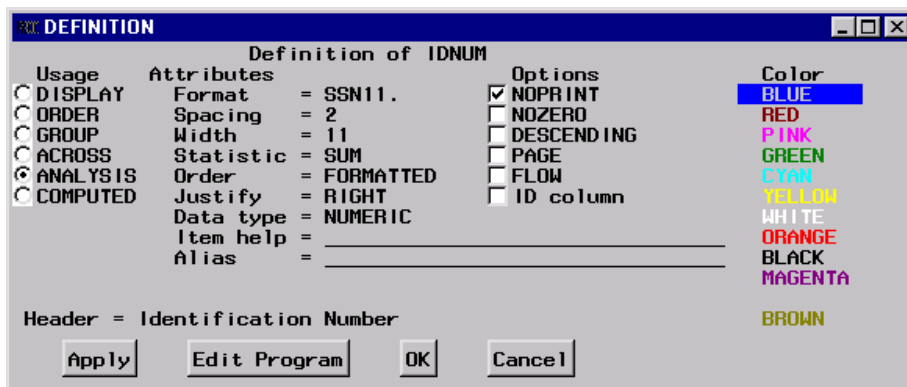 DEFINITION
Definition of IDNUM
Usage Attributes Options Color
DISPLAY Format = SSN11. NOPRINT BLUE
ORDER Spacing = 2 NOZERO RED
GROUP Width = 11 DESCENDING PINK
ACROSS Statistic = SUM PAGE GREEN
ANALYSIS Order = FORMATTED FLOW CYAN
COMPUTED Justify = RIGHT ID column YELLOW
Data type = NUMERIC WHITE
Item help = ORANGE
Alias = BLACK
MAGENTA
Header = Identification Number BROWN
Apply Edit Program OK Cancel